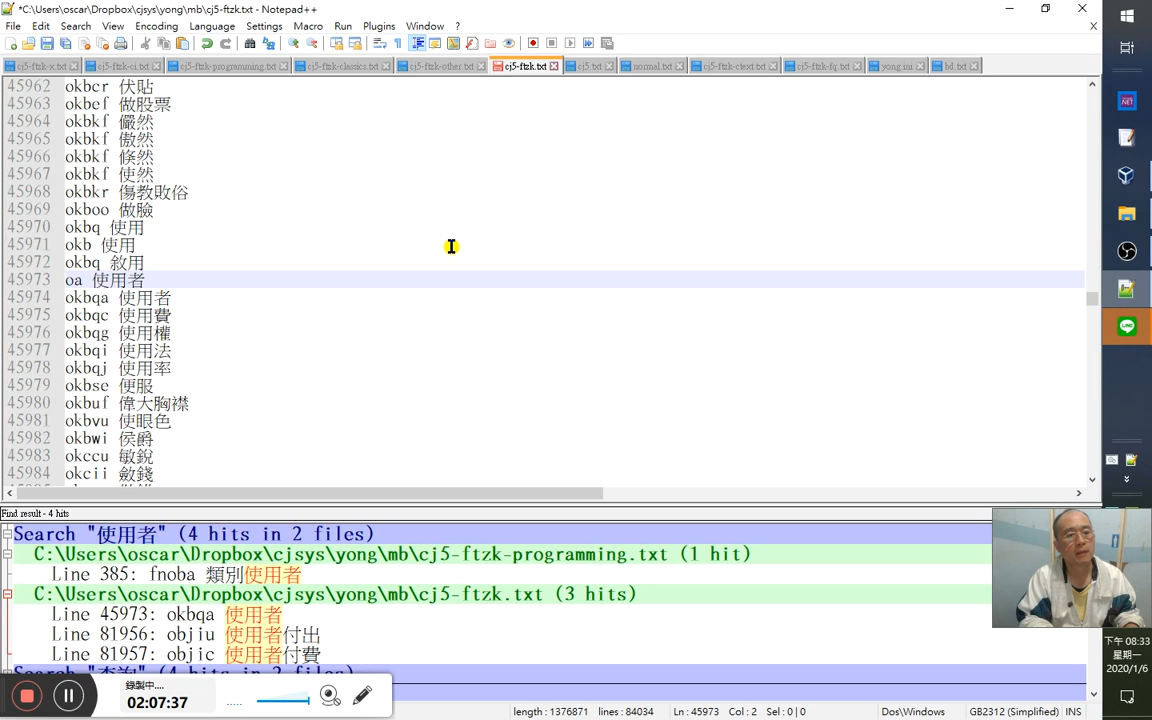 *C:\Users\oscar\Dropbox\cjsys\yong\mb\cj5-ftzk.txt - Notepad++
File Edit Search View Encoding Language Settings Macro Run Plugins Window ?
cj5-ftzk-x.txt cj5-ftzk-ci.txt cj5-ftzk-programming.txt cj5-ftzk-classics.txt cj5-ftzk-other.txt cj5-ftzk.txt cj5.txt normal.txt cj5-ftzk-ctext.txt cj5-ftzk-fq.txt yong.ini bd.txt
45962 okbcr 伏貼
45963 okbef 做股票
45964 okbkf 儼然
45965 okbkf 傲然
45966 okbkf 倏然
45967 okbkf 使然
45968 okbkr 傷教敗俗
45969 okboo 做臉
45970 okbq 使用
45971 okb 使用
45972 okbq 敘用
45973 oa 使用者
45974 okbqa 使用者
45975 okbqc 使用費
45976 okbqg 使用權
45977 okbqi 使用法
45978 okbqj 使用率
45979 okbse 便服
45980 okbuf 偉大胸襟
45981 okbvu 使眼色
45982 okbwi 侯爵
45983 okccu 敏銳
45984 okcii 斂錢
Find result - 4 hits
Search "使用者" (4 hits in 2 files)
C:\Users\oscar\Dropbox\cjsys\yong\mb\cj5-ftzk-programming.txt (1 hit)
Line 385: fnoba 類別使用者
C:\Users\oscar\Dropbox\cjsys\yong\mb\cj5-ftzk.txt (3 hits)
Line 45973: okbqa 使用者
Line 81956: objiu 使用者付出
Line 81957: objic 使用者付費
錄製中....
02:07:37
length : 1376871 lines : 84034 Ln : 45973 Col : 2 Sel : 0 | 0 Dos\Windows GB2312 (Simplified) INS
.NET
LINE
下午 08:33
星期一
2020/1/6